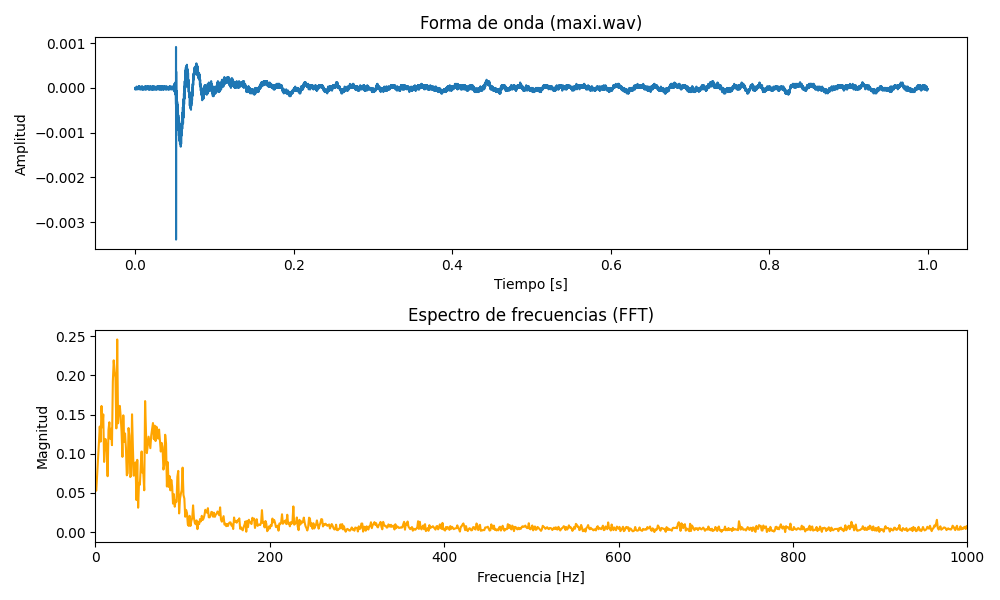 Forma de onda (maxi.wav)
Amplitud
0.001
0.000
−0.001
−0.002
−0.003
0.0 0.2 0.4 0.6 0.8 1.0
Tiempo [s]
Espectro de frecuencias (FFT)
Magnitud
0.25
0.20
0.15
0.10
0.05
0.00
0 200 400 600 800 1000
Frecuencia [Hz]